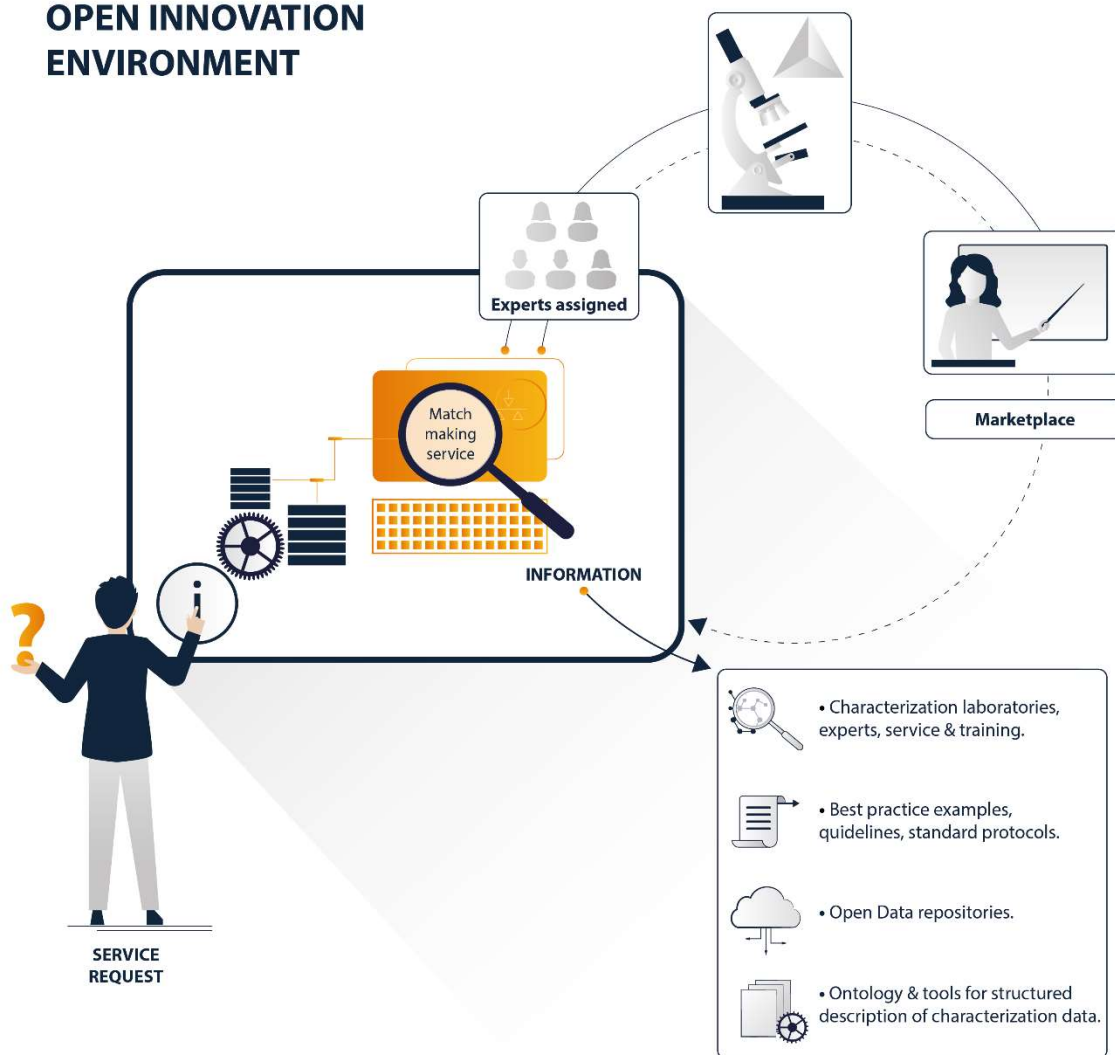 OPEN INNOVATION
ENVIRONMENT
Experts assigned
Marketplace
Match
making
service
INFORMATION
SERVICE
REQUEST
• Characterization laboratories,
experts, service & training.
• Best practice examples,
quidelines, standard protocols.
• Open Data repositories.
• Ontology & tools for structured
description of characterization data.